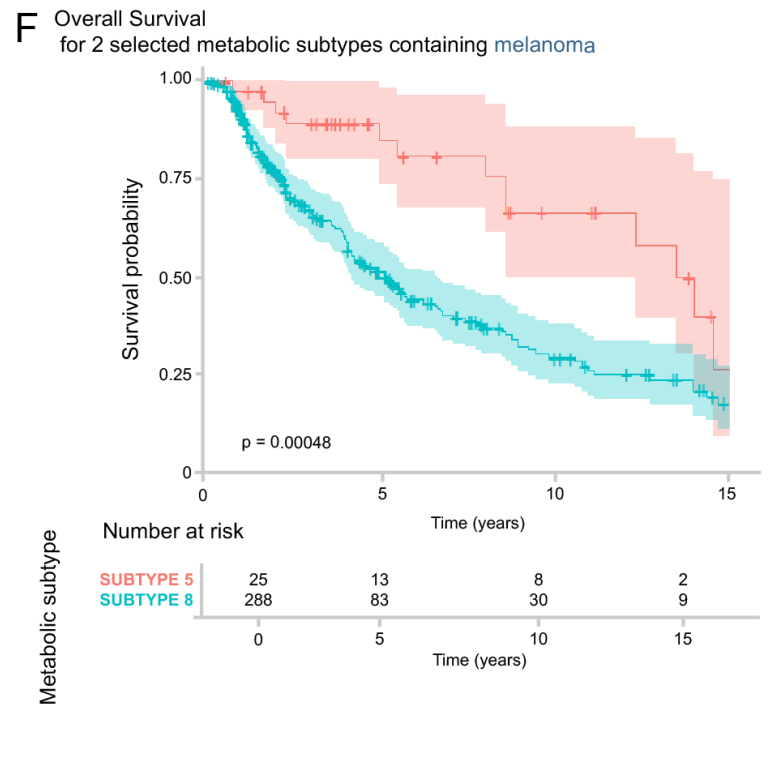 F Overall Survival
for 2 selected metabolic subtypes containing melanoma
1.00
0.75
0.50
0.25
0
Survival probability
p = 0.00048
0 5 10 15
Time (years)
Number at risk
Metabolic subtype
SUBTYPE 5 25 13 8 2
SUBTYPE 8 288 83 30 9
0 5 10 15
Time (years)